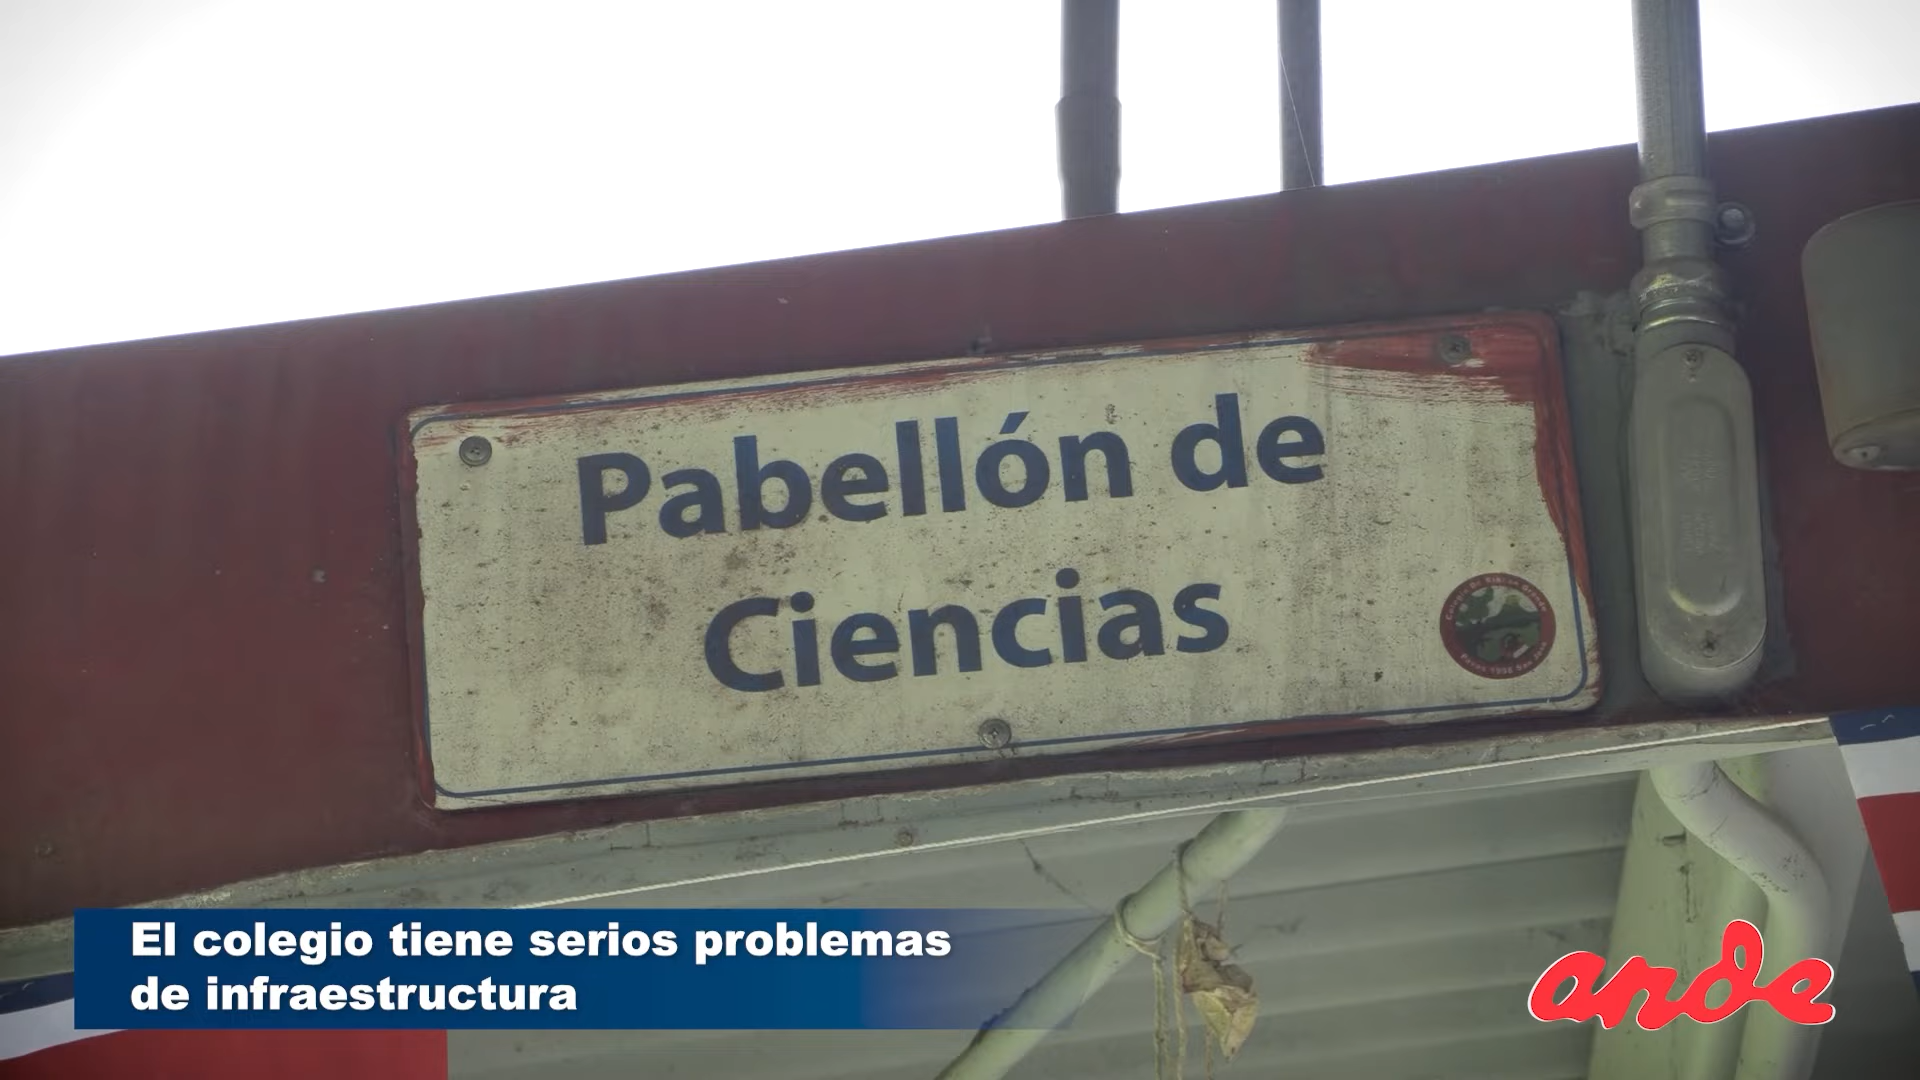 Pabellón de
Ciencias
El colegio tiene serios problemas
de infraestructura
ande